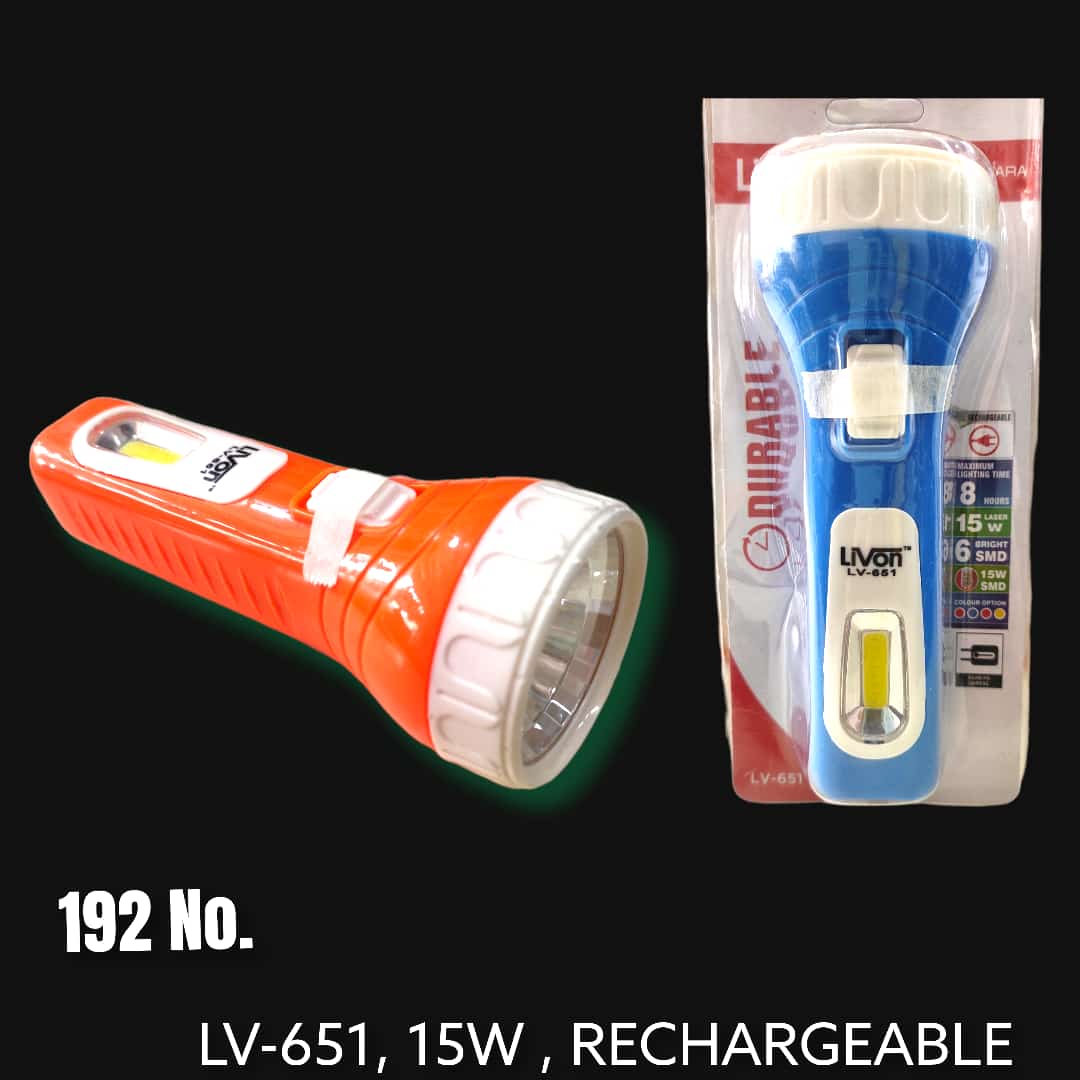 ARA
DURABLE
RECHARGEABLE
MAXIMUM
LIGHTING TIME
8 HOURS
15 W LASER
6 BRIGHT SMD
15W SMD
COLOUR OPTION
LIVON™
LV-651
LV-651
LIVON™
192 No.
LV-651, 15W , RECHARGEABLE